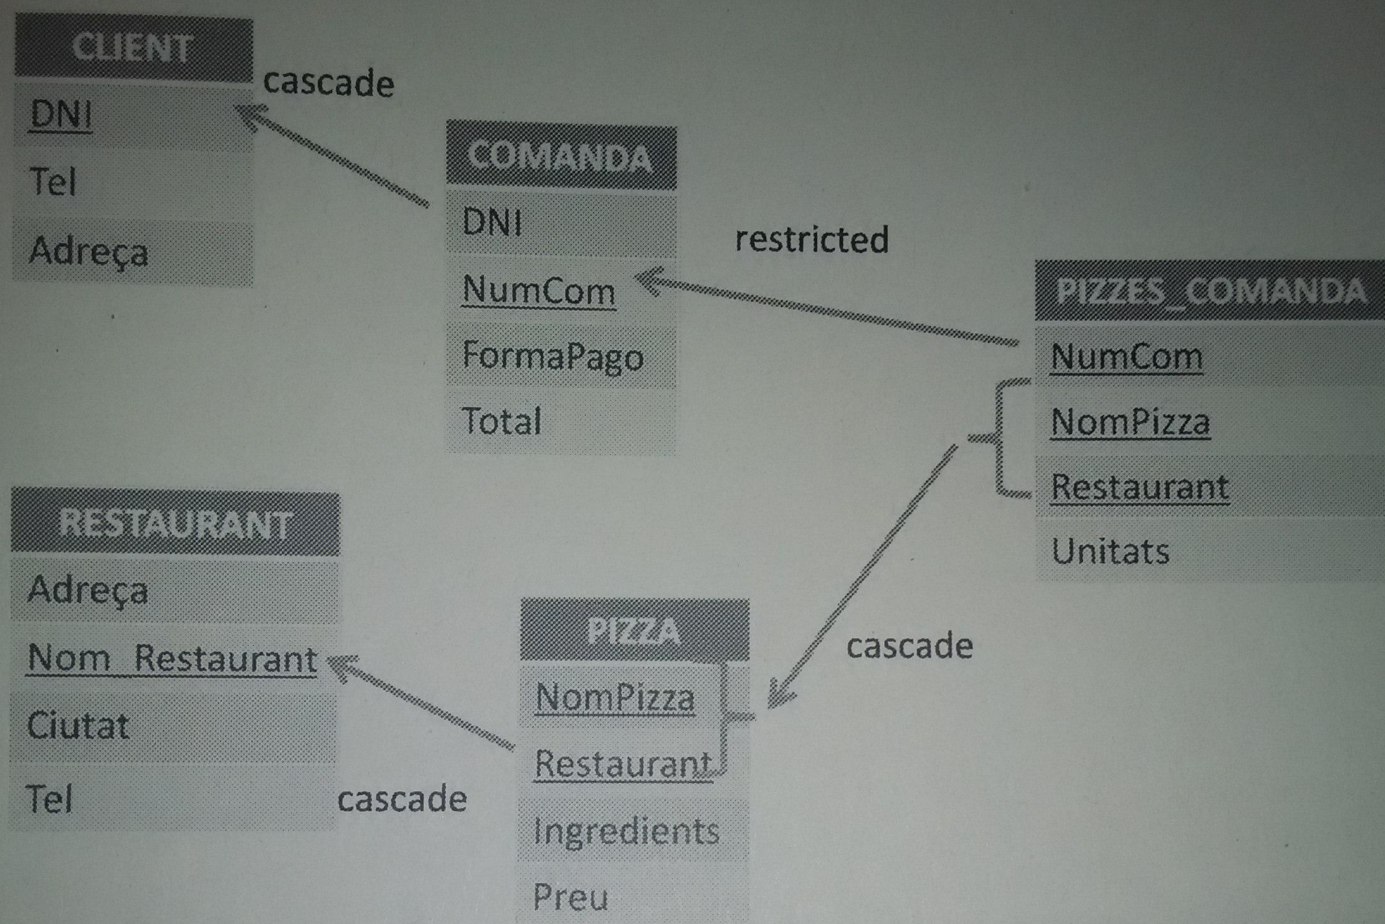 CLIENT
DNI
Tel
Adreça
cascade
COMANDA
DNI
NumCom
FormaPago
Total
restricted
PIZZES_COMANDA
NumCom
NomPizza
Restaurant
Unitats
RESTAURANT
Adreça
Nom_Restaurant
Ciutat
Tel
cascade
PIZZA
NomPizza
Restaurant
Ingredients
Preu
cascade